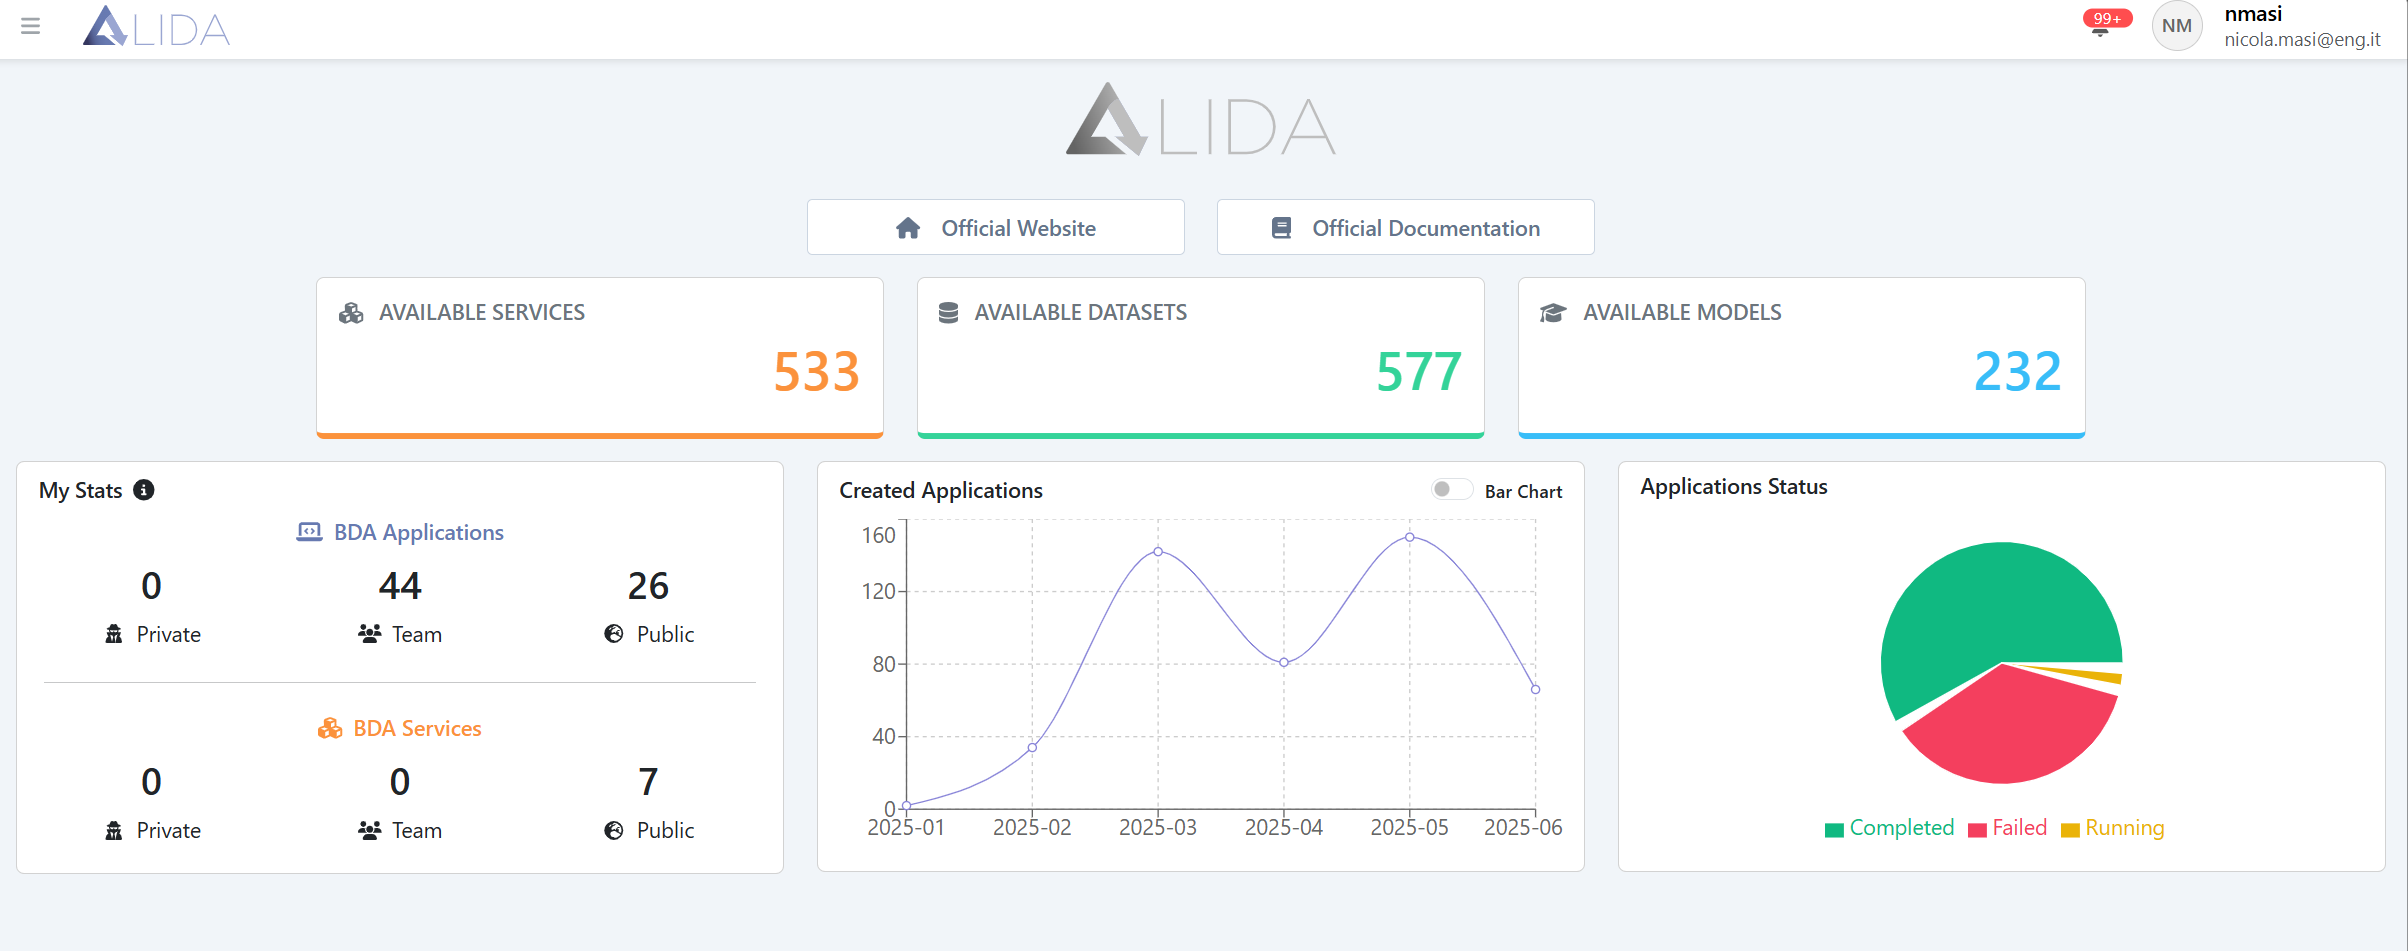 LIDA
99+
NM
nmasi
nicola.masi@eng.it
LIDA
Official Website
Official Documentation
AVAILABLE SERVICES
533
AVAILABLE DATASETS
577
AVAILABLE MODELS
232
My Stats
BDA Applications
0
44
26
Private
Team
Public
BDA Services
0
0
7
Private
Team
Public
Created Applications
Bar Chart
160
120
80
40
0
2025-01
2025-02
2025-03
2025-04
2025-05
2025-06
Applications Status
Completed
Failed
Running